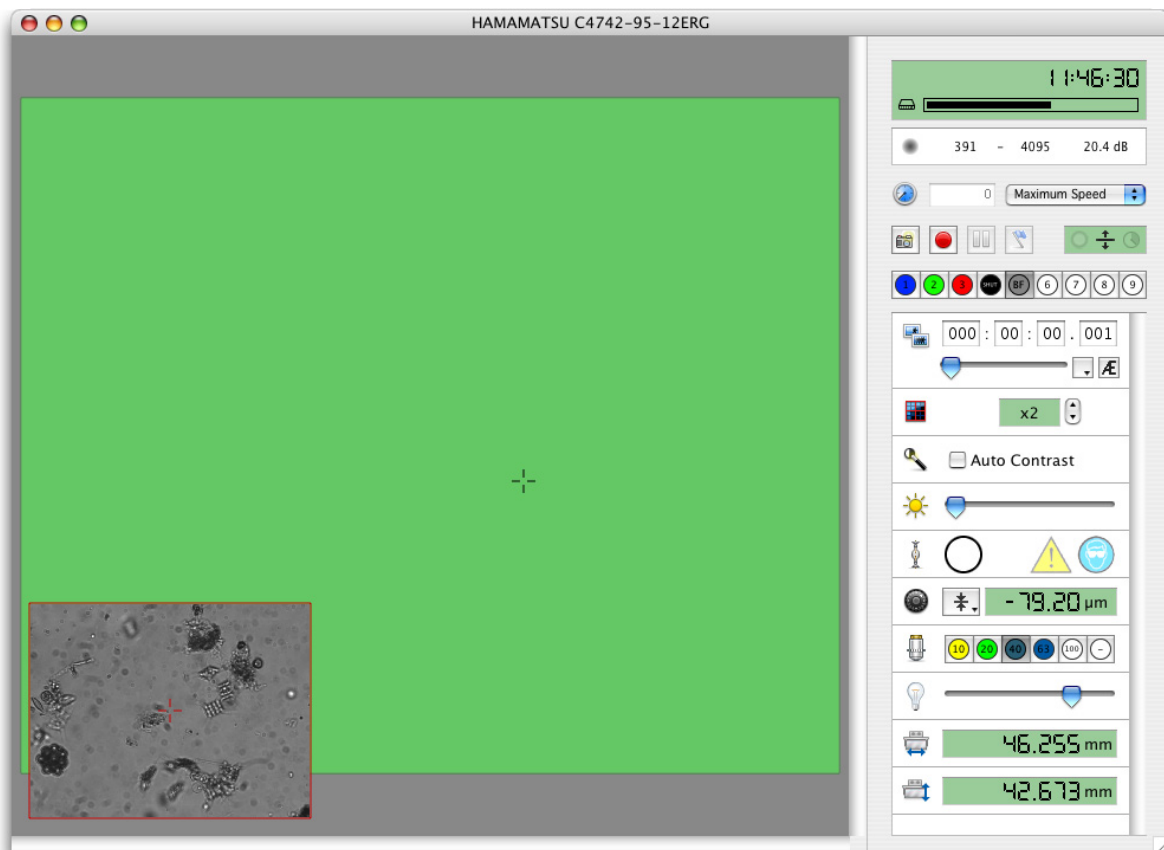 HAMAMATSU C4742-95-12ERG
11:46:30
391 - 4095 20.4 dB
0 Maximum Speed
1 2 3 SHUT BF 6 7 8 9
000 : 00 : 00 . 001
Æ
x2
Auto Contrast
-79.20 µm
10 20 40 63 100 -
46.255 mm
42.673 mm